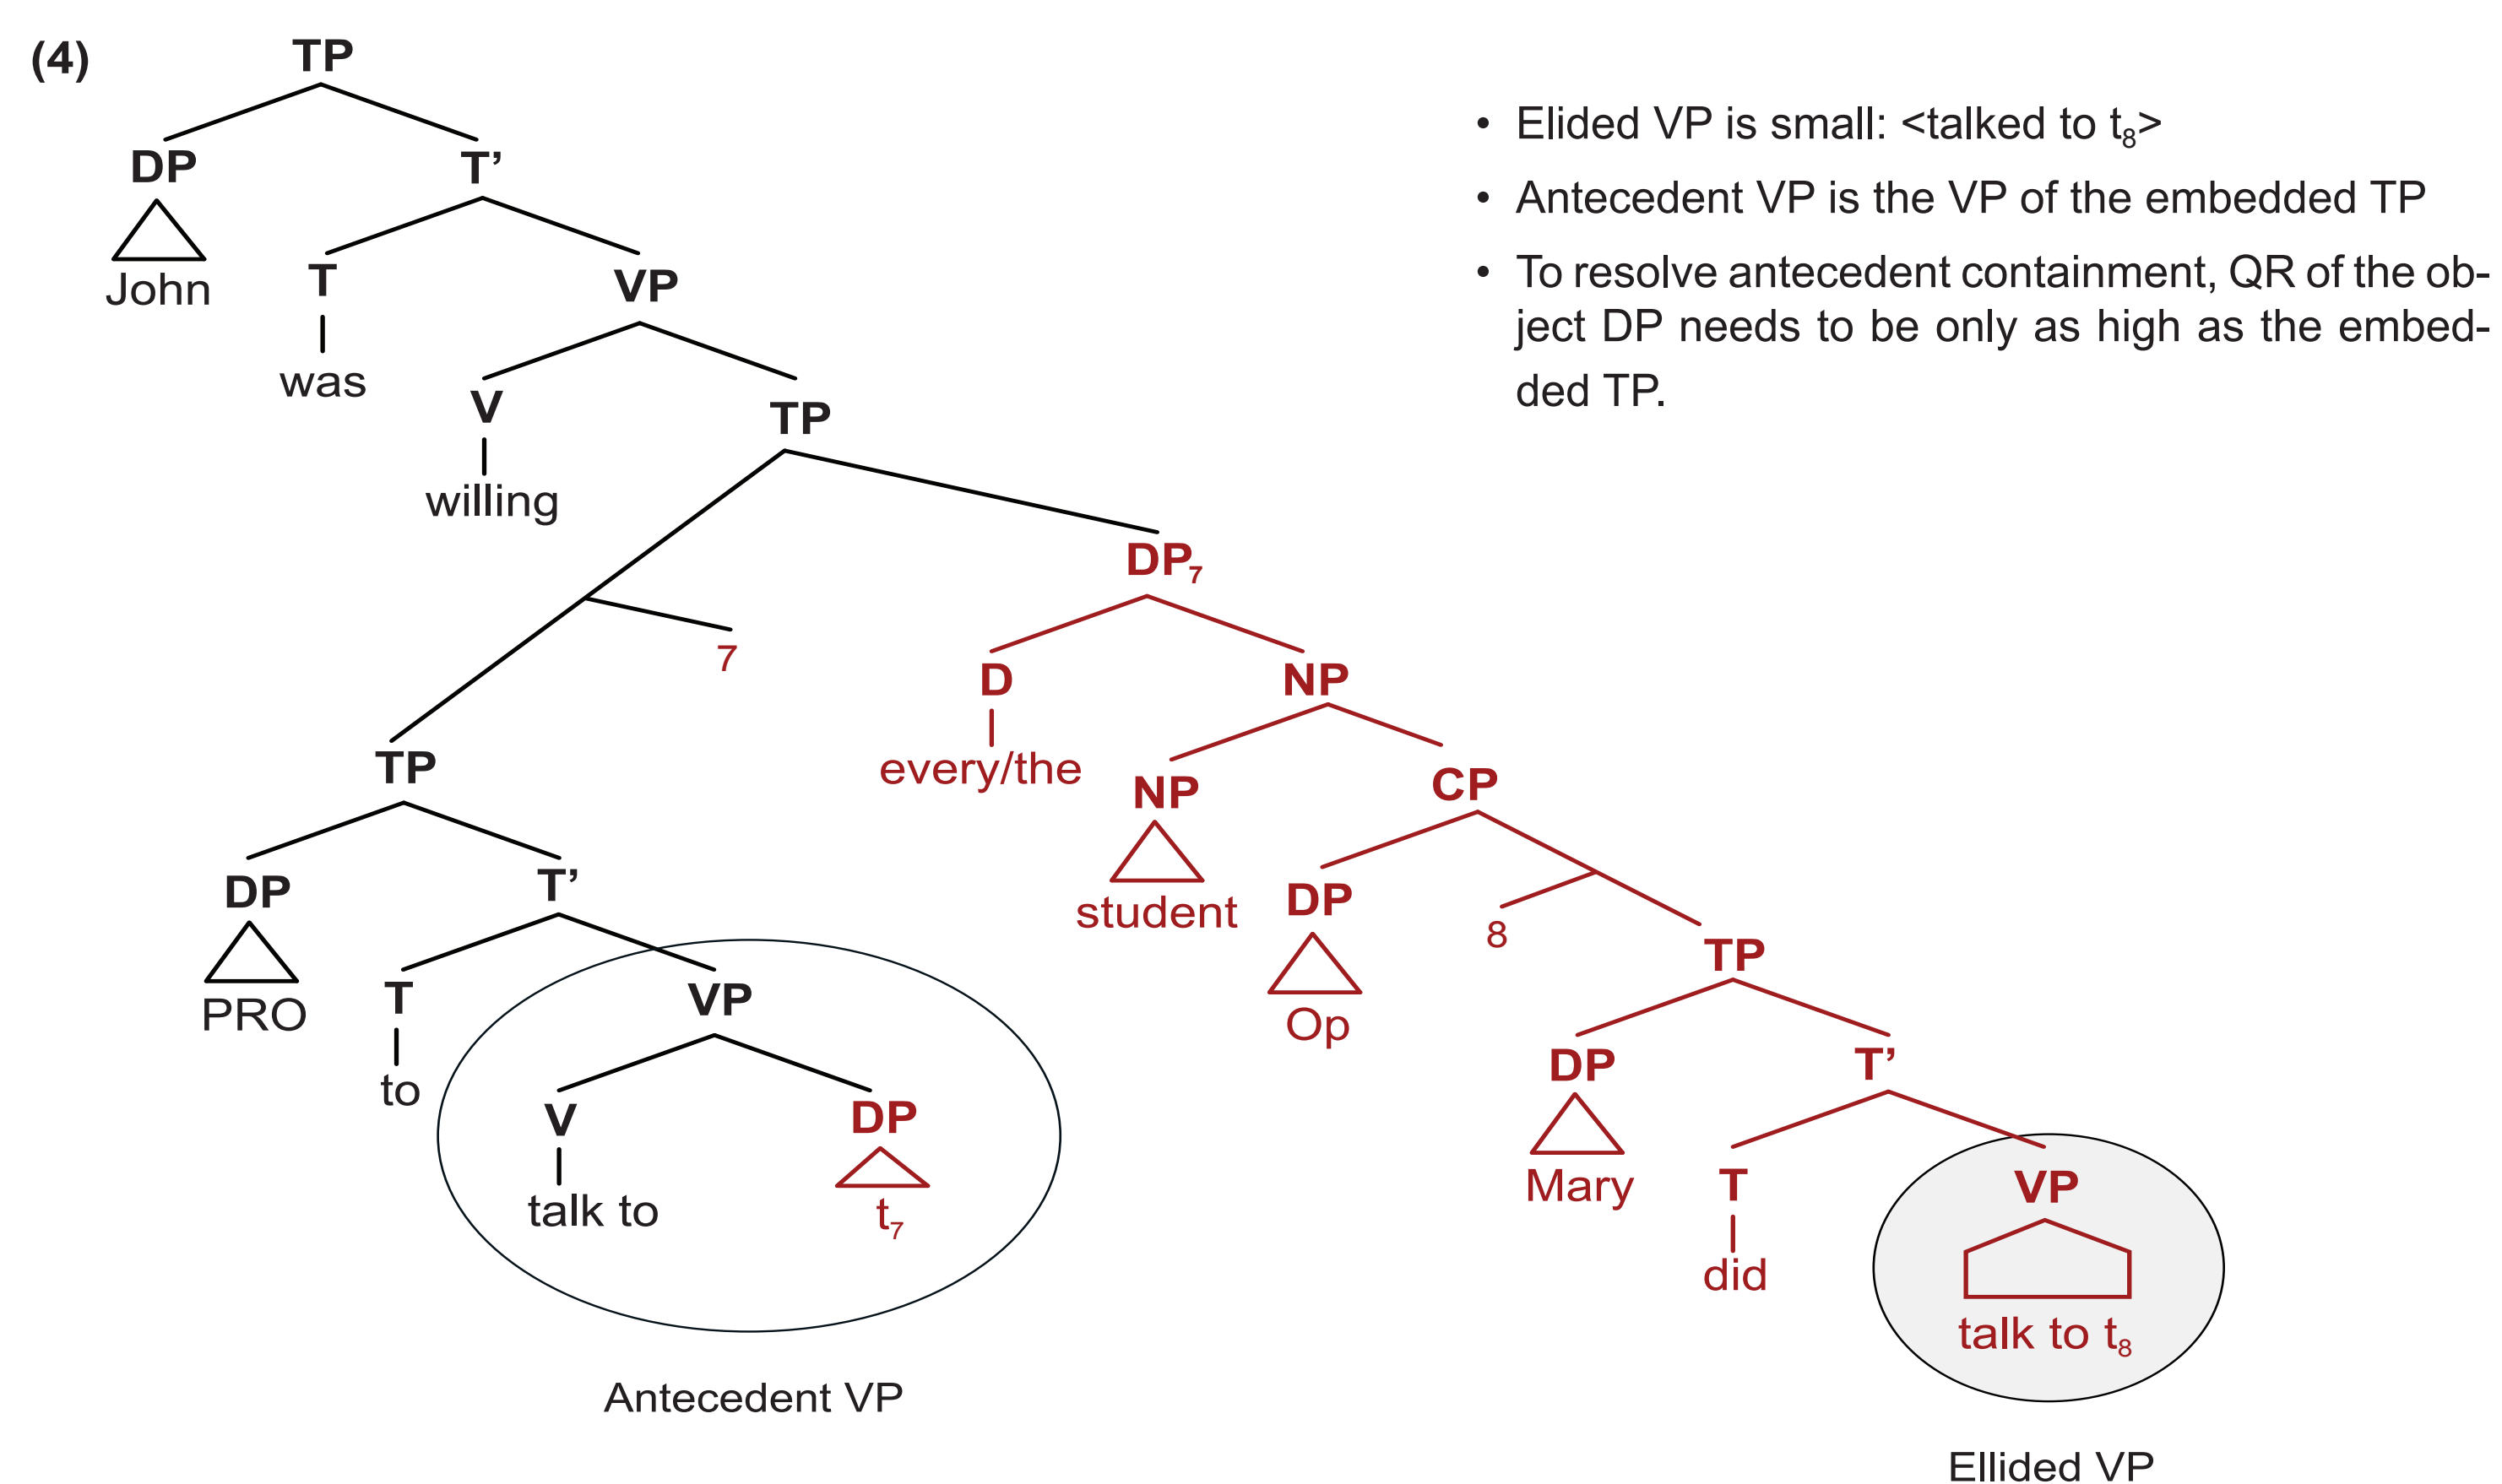 (4)
TP
• Elided VP is small: <talked to t₈>
DP T’
• Antecedent VP is the VP of the embedded TP
John T VP
• To resolve antecedent containment, QR of the ob-
ject DP needs to be only as high as the embed-
was
ded TP.
V TP
willing
DP₇
7
D NP
TP every/the
NP CP
DP T’
student DP 8
TP
PRO T VP
Op
to V DP
DP T’
talk to t₇
Mary T VP
did
talk to t₈
Antecedent VP
Ellided VP